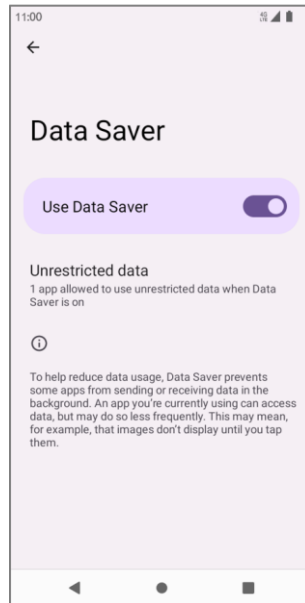 11:00
Data Saver
Use Data Saver
Unrestricted data
1 app allowed to use unrestricted data when Data
Saver is on
To help reduce data usage, Data Saver prevents
some apps from sending or receiving data in the
background. An app you're currently using can access
data, but may do so less frequently. This may mean,
for example, that images don't display until you tap
them.